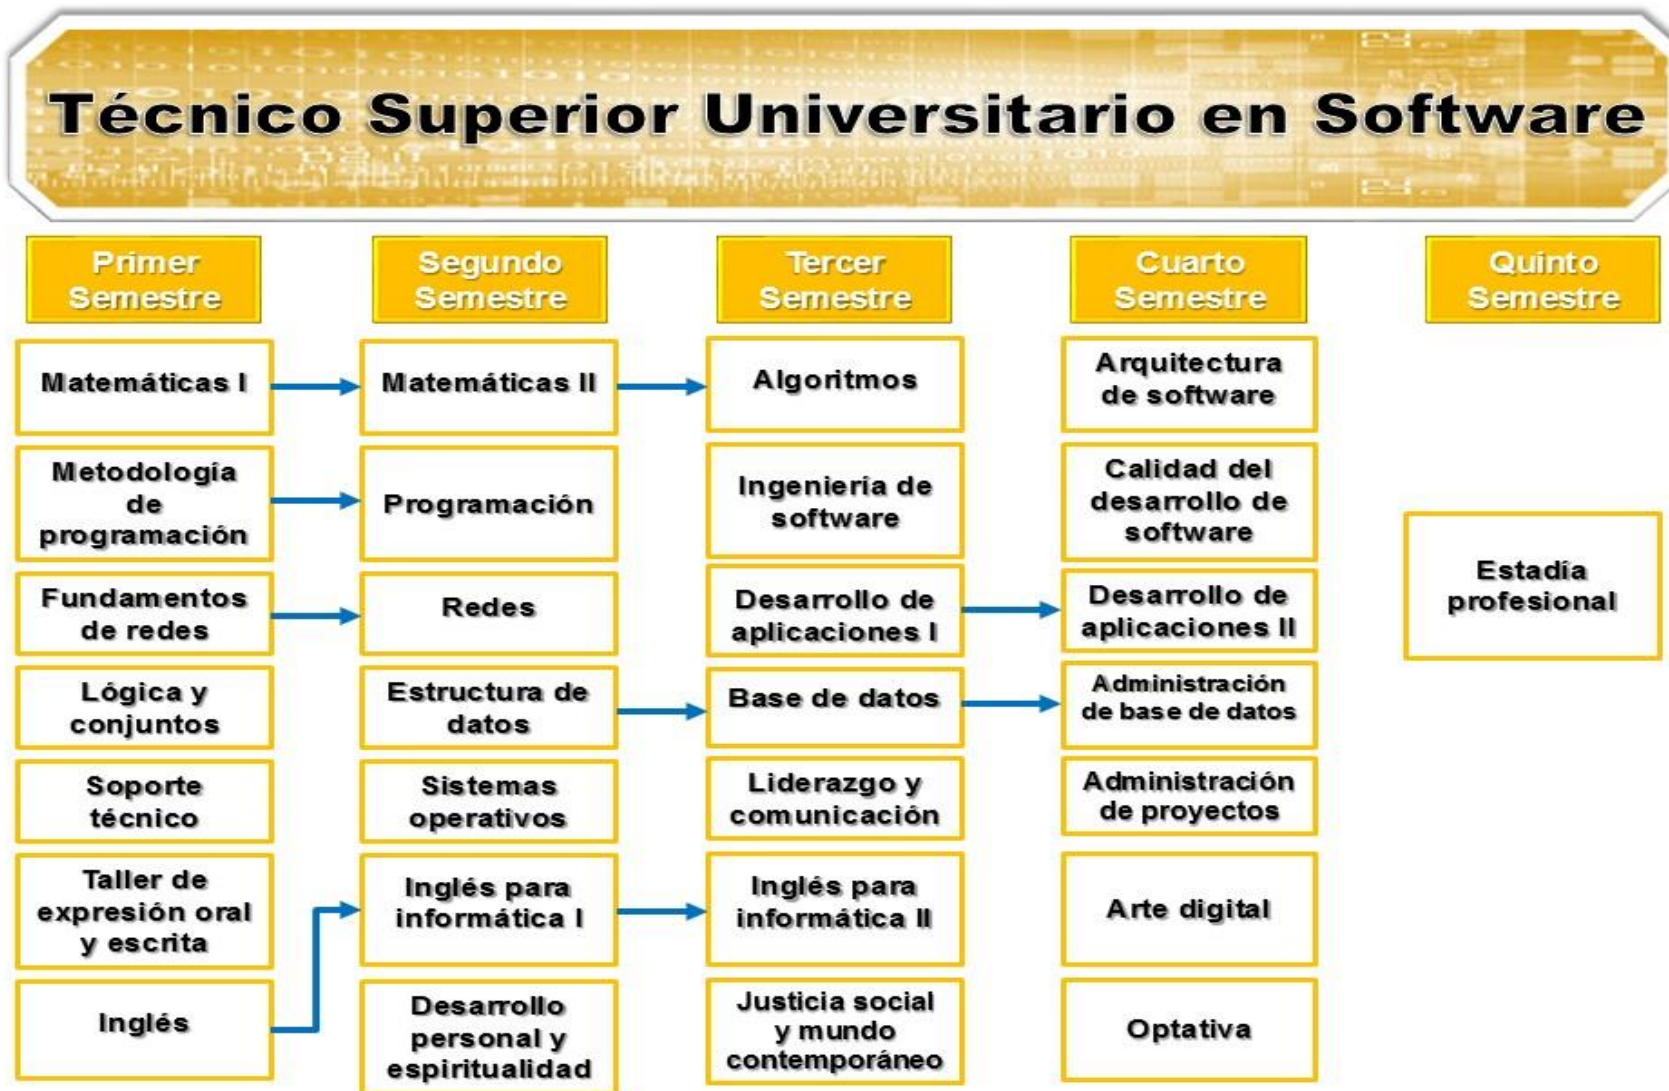 Técnico Superior Universitario en Software
Primer
Semestre
Matemáticas I
Metodología
de
programación
Fundamentos
de redes
Lógica y
conjuntos
Soporte
técnico
Taller de
expresión oral
y escrita
Inglés
Segundo
Semestre
Matemáticas II
Programación
Redes
Estructura de
datos
Sistemas
operativos
Inglés para
informática I
Desarrollo
personal y
espiritualidad
Tercer
Semestre
Algoritmos
Ingeniería de
software
Desarrollo de
aplicaciones I
Base de datos
Liderazgo y
comunicación
Inglés para
informática II
Justicia social
y mundo
contemporáneo
Cuarto
Semestre
Arquitectura
de software
Calidad del
desarrollo de
software
Desarrollo de
aplicaciones II
Administración
de base de datos
Administración
de proyectos
Arte digital
Optativa
Quinto
Semestre
Estadía
profesional